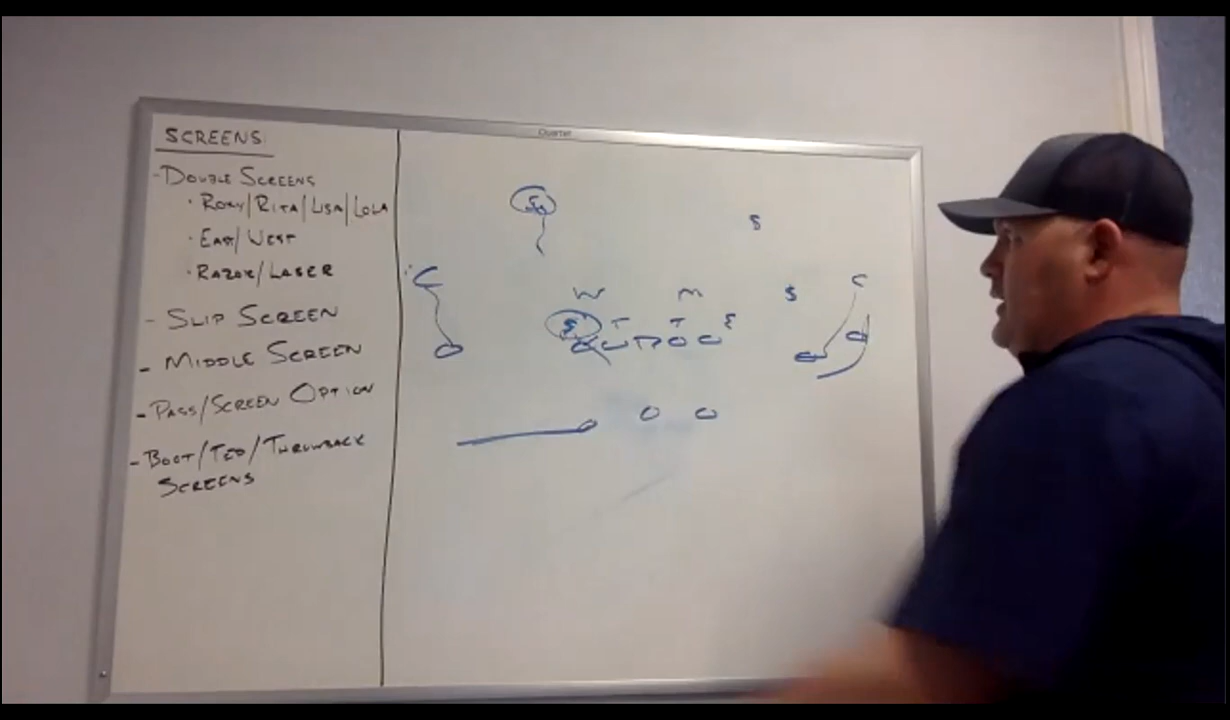 Quartet
SCREENS
- DOUBLE SCREENS
· ROXY/RITA/LISA/LOLA
· EAST/WEST
· RAZOR/LASER
- SLIP SCREEN
- MIDDLE SCREEN
- PASS/SCREEN OPTION
- BOOT/TED/THROWBACK
SCREENS
S
C
C
W
M
S
T
T
E